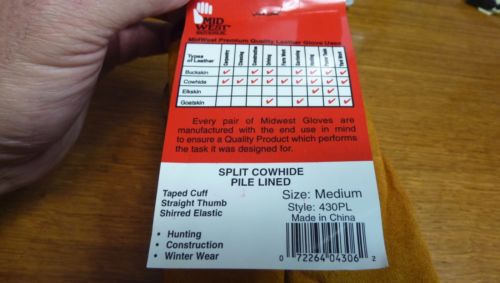 MID
WEST
MidWest Premium Quality Leather Glove Uses
Types
of Leather
Carpentry
Driving
Buckskin
Cowhide
Elkskin
Goatskin
Every pair of Midwest Gloves are
manufactured with the end use in mind
to ensure a Quality Product which performs
the task it was designed for.
SPLIT COWHIDE
PILE LINED
Taped Cuff
Straight Thumb
Shirred Elastic
• Hunting
• Construction
• Winter Wear
Size: Medium
Style: 430PL
Made in China
0 72264 04306 2